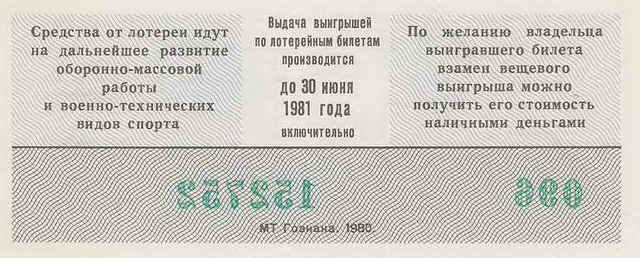 Средства от лотереи идут
на дальнейшее развитие
оборонно-массовой
работы
и военно-технических
видов спорта
Выдача выигрышей
по лотерейным билетам
производится
до 30 июня
1981 года
включительно
По желанию владельца
выигравшего билета
взамен вещевого
выигрыша можно
получить его стоимость
наличными деньгами
МТ Гознака. 1980.